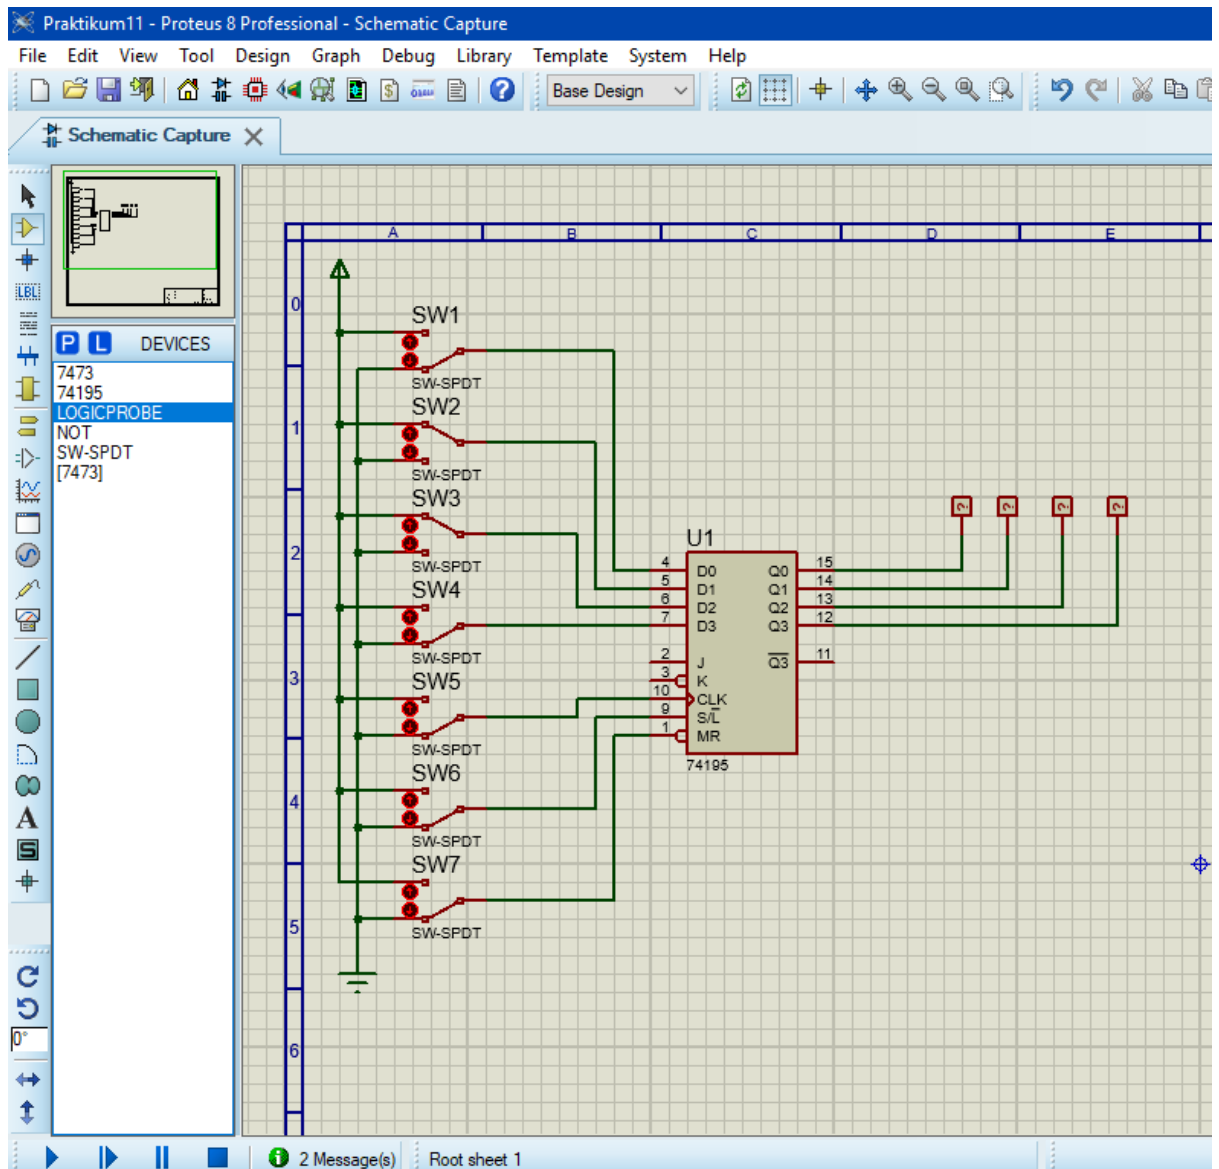 Praktikum11 - Proteus 8 Professional - Schematic Capture
File Edit View Tool Design Graph Debug Library Template System Help
Base Design
Schematic Capture
P L DEVICES
7473
74195
LOGICPROBE
NOT
SW-SPDT
[7473]
LBL
A
S
0°
A B C D E
0
1
2
3
4
5
6
SW1
SW-SPDT
SW2
SW-SPDT
SW3
SW-SPDT
SW4
SW-SPDT
SW5
SW-SPDT
SW6
SW-SPDT
SW7
SW-SPDT
? ? ? ?
U1
4 D0 Q0 15
5 D1 Q1 14
6 D2 Q2 13
7 D3 Q3 12
2 J Q3 11
3 K
10 CLK
9 S/L
1 MR
74195
2 Message(s) Root sheet 1